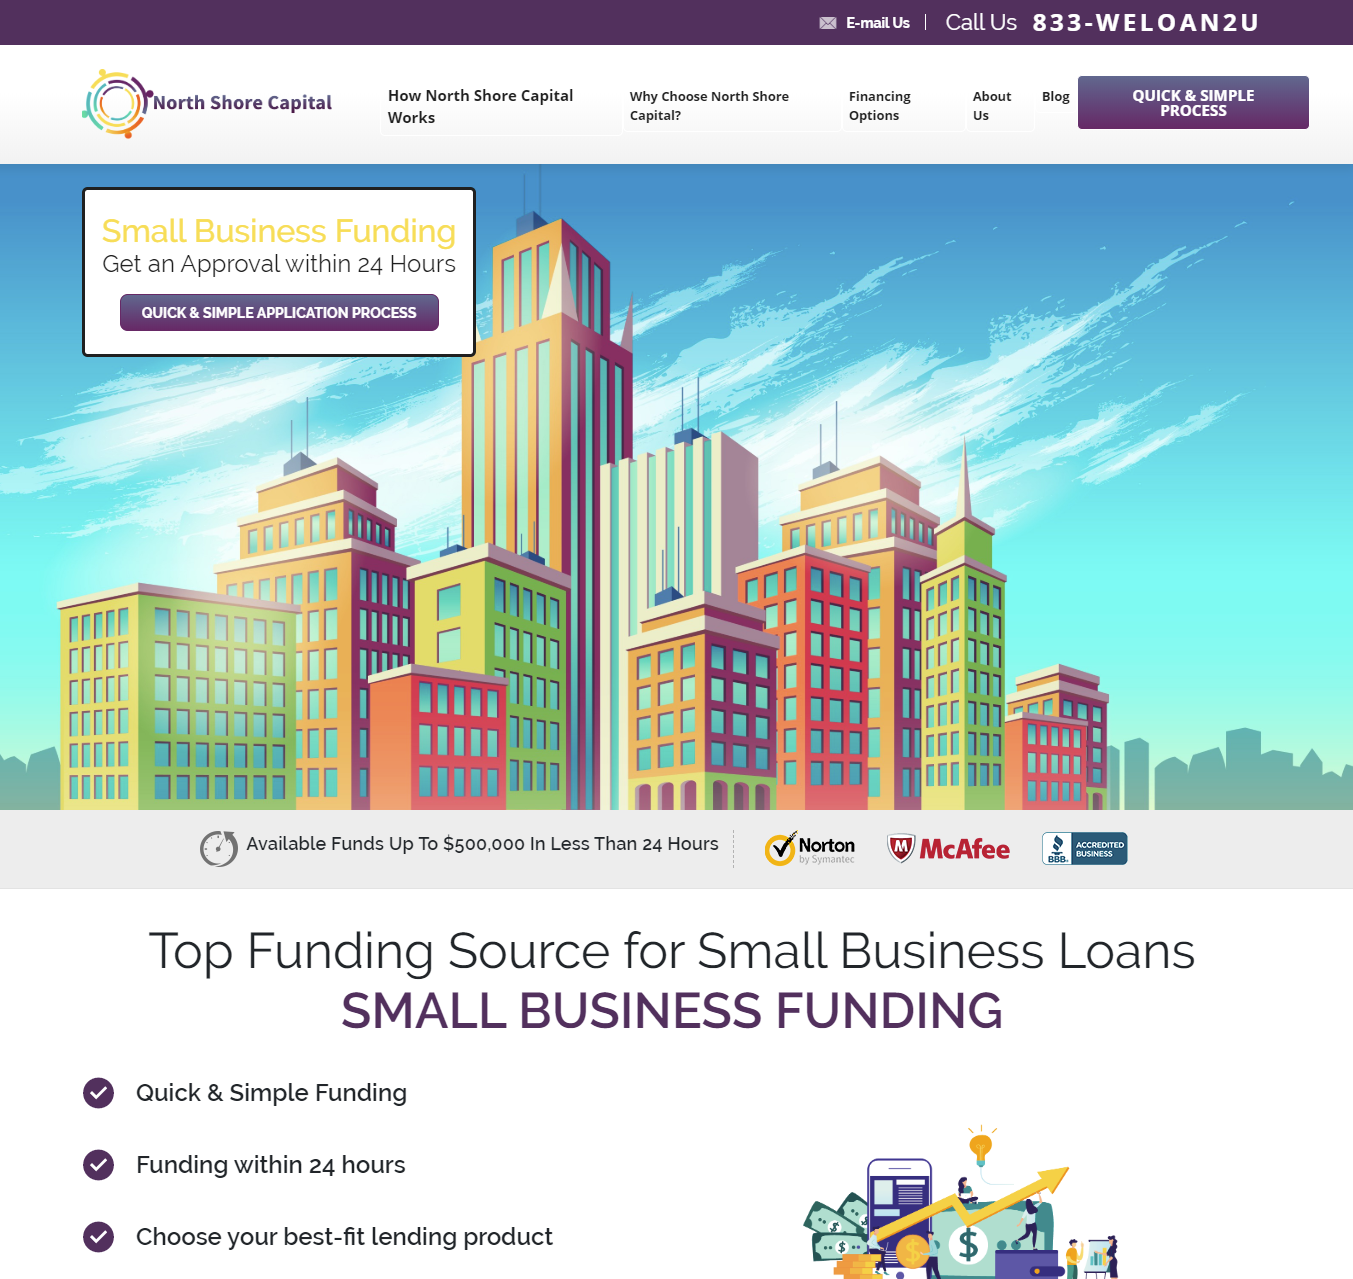 E-mail Us
Call Us 833-WELOAN2U
North Shore Capital
How North Shore Capital
Works
Why Choose North Shore
Capital?
Financing
Options
About
Us
Blog
QUICK & SIMPLE
PROCESS
Small Business Funding
Get an Approval within 24 Hours
QUICK & SIMPLE APPLICATION PROCESS
Available Funds Up To $500,000 In Less Than 24 Hours
Norton
by Symantec
McAfee
BBB
ACCREDITED
BUSINESS
Top Funding Source for Small Business Loans
SMALL BUSINESS FUNDING
Quick & Simple Funding
Funding within 24 hours
Choose your best-fit lending product